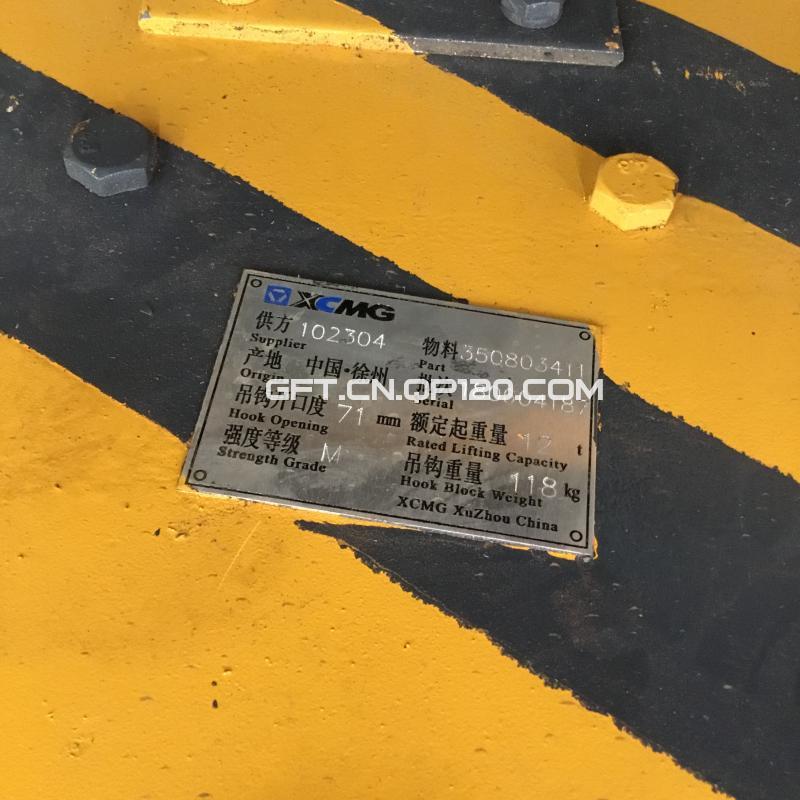 XCMG
供方 102304 物料 350803411
Supplier Part
产地 中国·徐州
Origin Serial
GFT.CN.QP180.COM
吊钩开口度 71 mm 额定起重量 t
Hook Opening Rated Lifting Capacity
强度等级 M 吊钩重量 118 kg
Strength Grade Hook Block Weight
XCMG XuZhou China